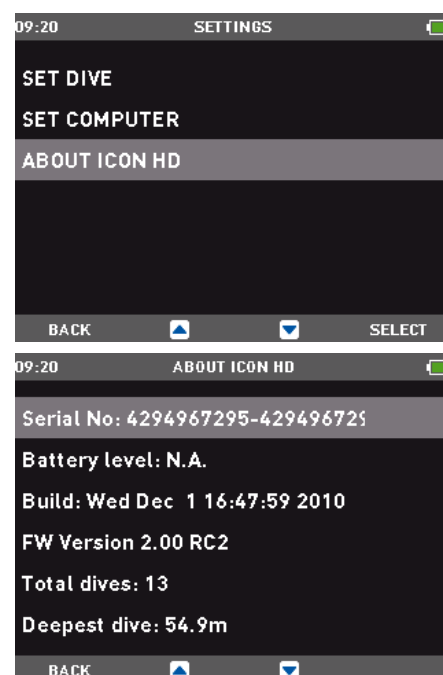 09:20 SETTINGS
SET DIVE
SET COMPUTER
ABOUT ICON HD
BACK SELECT
09:20 ABOUT ICON HD
Serial No: 4294967295-429496729
Battery level: N.A.
Build: Wed Dec 1 16:47:59 2010
FW Version 2.00 RC2
Total dives: 13
Deepest dive: 54.9m
BACK